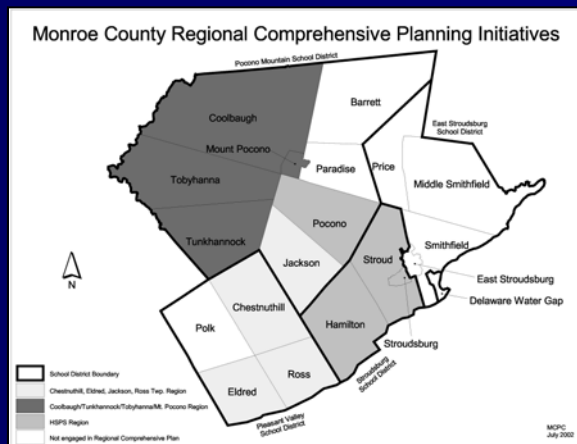 Monroe County Regional Comprehensive Planning Initiatives
Pocono Mountain School District
Barrett
Coolbaugh
East Stroudsburg
School District
Mount Pocono
Paradise
Price
Tobyhanna
Middle Smithfield
Pocono
Tunkhannock
Stroud
Smithfield
Jackson
N
East Stroudsburg
Chestnuthill
Delaware Water Gap
Polk
Hamilton
Stroudsburg
Ross
Stroudsburg
School District
Eldred
Pleasant Valley
School District
School District Boundary
Chestnuthill, Eldred, Jackson, Ross Twp. Region
Coolbaugh/Tunkhannock/Tobyhanna/Mt. Pocono Region
HSPS Region
Not engaged in Regional Comprehensive Plan
MCPC
July 2002